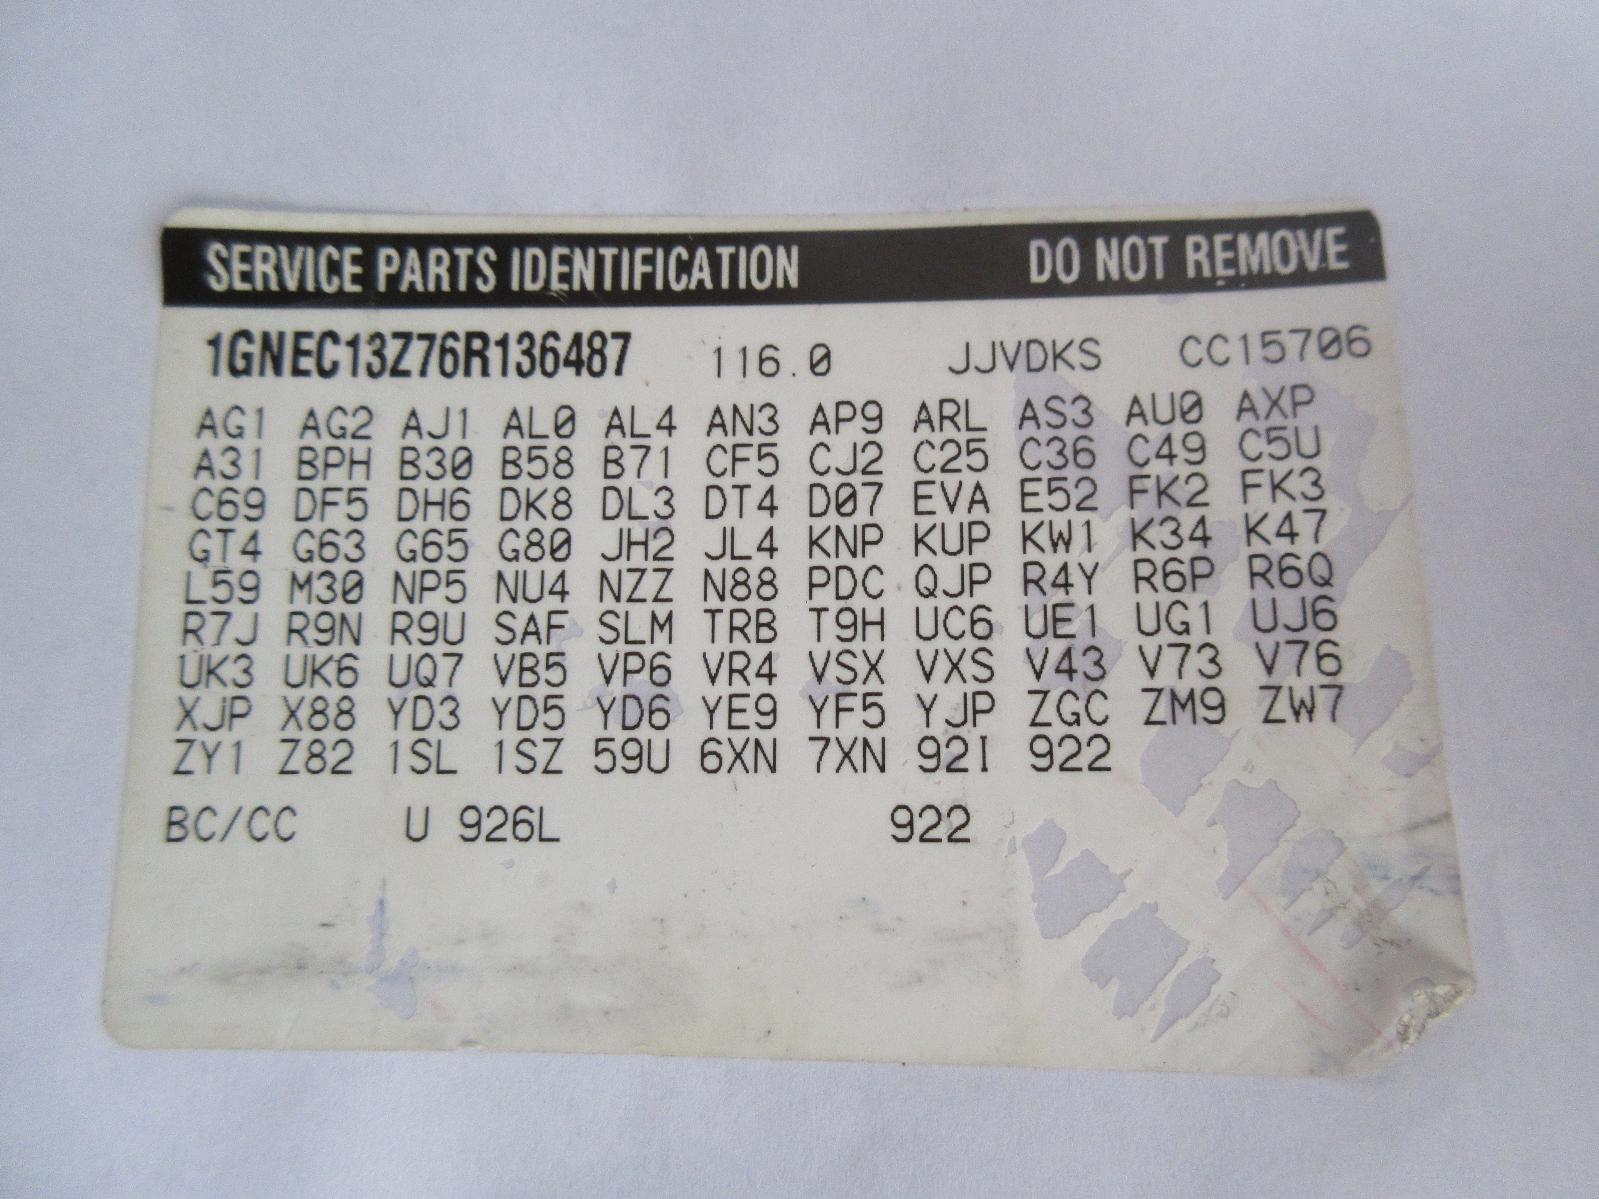 SERVICE PARTS IDENTIFICATION DO NOT REMOVE
1GNEC13Z76R136487 116.0 JJVDKS CC15706
AG1 AG2 AJ1 AL0 AL4 AN3 AP9 ARL AS3 AU0 AXP
A31 BPH B30 B58 B71 CF5 CJ2 C25 C36 C49 C5U
C69 DF5 DH6 DK8 DL3 DT4 D07 EVA E52 FK2 FK3
GT4 G63 G65 G80 JH2 JL4 KNP KUP KW1 K34 K47
L59 M30 NP5 NU4 NZZ N88 PDC QJP R4Y R6P R6Q
R7J R9N R9U SAF SLM TRB T9H UC6 UE1 UG1 UJ6
UK3 UK6 UQ7 VB5 VP6 VR4 VSX VXS V43 V73 V76
XJP X88 YD3 YD5 YD6 YE9 YF5 YJP ZGC ZM9 ZW7
ZY1 Z82 1SL 1SZ 59U 6XN 7XN 92I 922
BC/CC U 926L 922